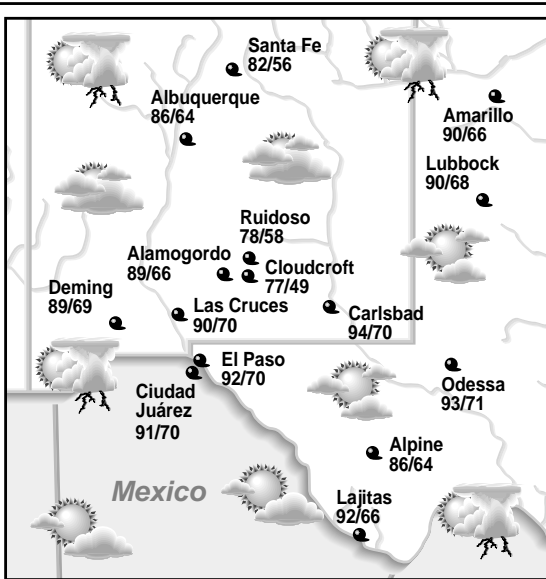 Santa Fe
82/56
Albuquerque
86/64
Amarillo
90/66
Lubbock
90/68
Ruidoso
78/58
Alamogordo
89/66
Cloudcroft
77/49
Deming
89/69
Las Cruces
90/70
Carlsbad
94/70
El Paso
92/70
Ciudad
Juárez
91/70
Odessa
93/71
Alpine
86/64
Mexico
Lajitas
92/66